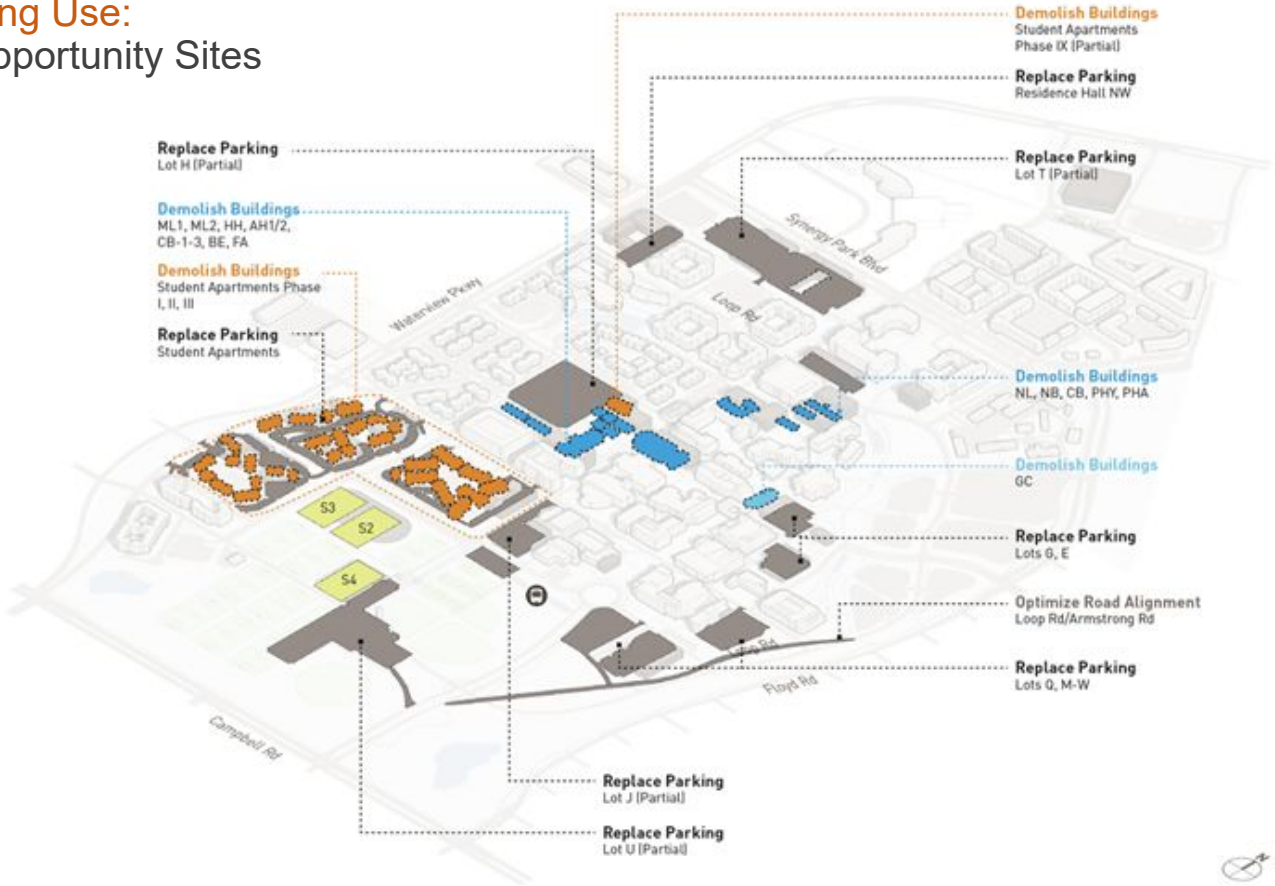 ng Use:
pportunity Sites
Demolish Buildings
Student Apartments
Phase IX (Partial)
Replace Parking
Residence Hall NW
Replace Parking
Lot H (Partial)
Replace Parking
Lot T (Partial)
Demolish Buildings
ML1, ML2, HH, AH1/2,
CB-1-3, BE, FA
Synergy Park Blvd
Demolish Buildings
Student Apartments Phase
I, II, III
Waterview Pkwy
Loop Rd
Replace Parking
Student Apartments
Demolish Buildings
NL, NB, CB, PHY, PHA
Demolish Buildings
GC
S3
S2
Replace Parking
Lots G, E
S4
Optimize Road Alignment
Loop Rd/Armstrong Rd
Loop Rd
Replace Parking
Lots Q, M-W
Floyd Rd
Campbell Rd
Replace Parking
Lot J (Partial)
Replace Parking
Lot U (Partial)
N